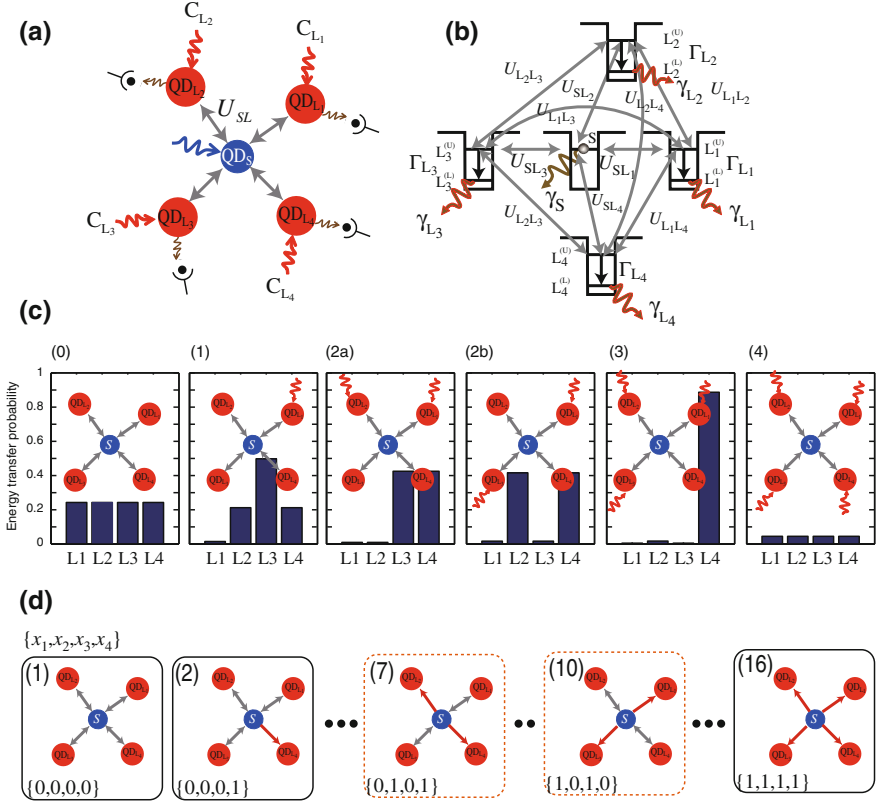 (a)
C_{L_2}
C_{L_1}
QD_{L_2}
QD_{L_1}
U_{SL}
QD_S
C_{L_3}
QD_{L_3}
QD_{L_4}
C_{L_4}
(b)
L_2^{(U)}
Γ_{L_2}
L_2^{(L)}
γ_{L_2}
U_{L_2L_3}
U_{SL_2}
U_{L_2L_4}
U_{L_1L_2}
U_{L_1L_3}
S
Γ_{L_3}
L_3^{(U)}
L_3^{(L)}
U_{SL_3}
U_{SL_1}
L_1^{(U)}
Γ_{L_1}
L_1^{(L)}
γ_{L_3}
γ_S
U_{SL_4}
γ_{L_1}
U_{L_2L_3}
U_{L_1L_4}
L_4^{(U)}
Γ_{L_4}
L_4^{(L)}
γ_{L_4}
(c)
(0) (1) (2a) (2b) (3) (4)
Energy transfer probability
1
0.8
0.6
0.4
0.2
0
S S S S S S
L1 L2 L3 L4 L1 L2 L3 L4 L1 L2 L3 L4 L1 L2 L3 L4 L1 L2 L3 L4 L1 L2 L3 L4
(d)
{x_1,x_2,x_3,x_4}
(1) (2) (7) (10) (16)
S S S S S
{0,0,0,0} {0,0,0,1} {0,1,0,1} {1,0,1,0} {1,1,1,1}